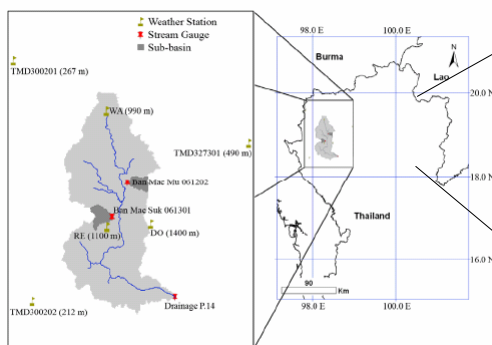 Weather Station
Stream Gauge
Sub-basin
TMD300201 (267 m)
WA (990 m)
TMD327301 (490 m)
Ban Mae Mu 061202
Ban Mae Suk 061301
RE (1100 m)
DO (1400 m)
TMD300202 (212 m)
Drainage P.14
98.0 E
100.0 E
Burma
N
Lao
20.0 N
18.0 N
Thailand
16.0 N
90
Km
98.0 E
100.0 E